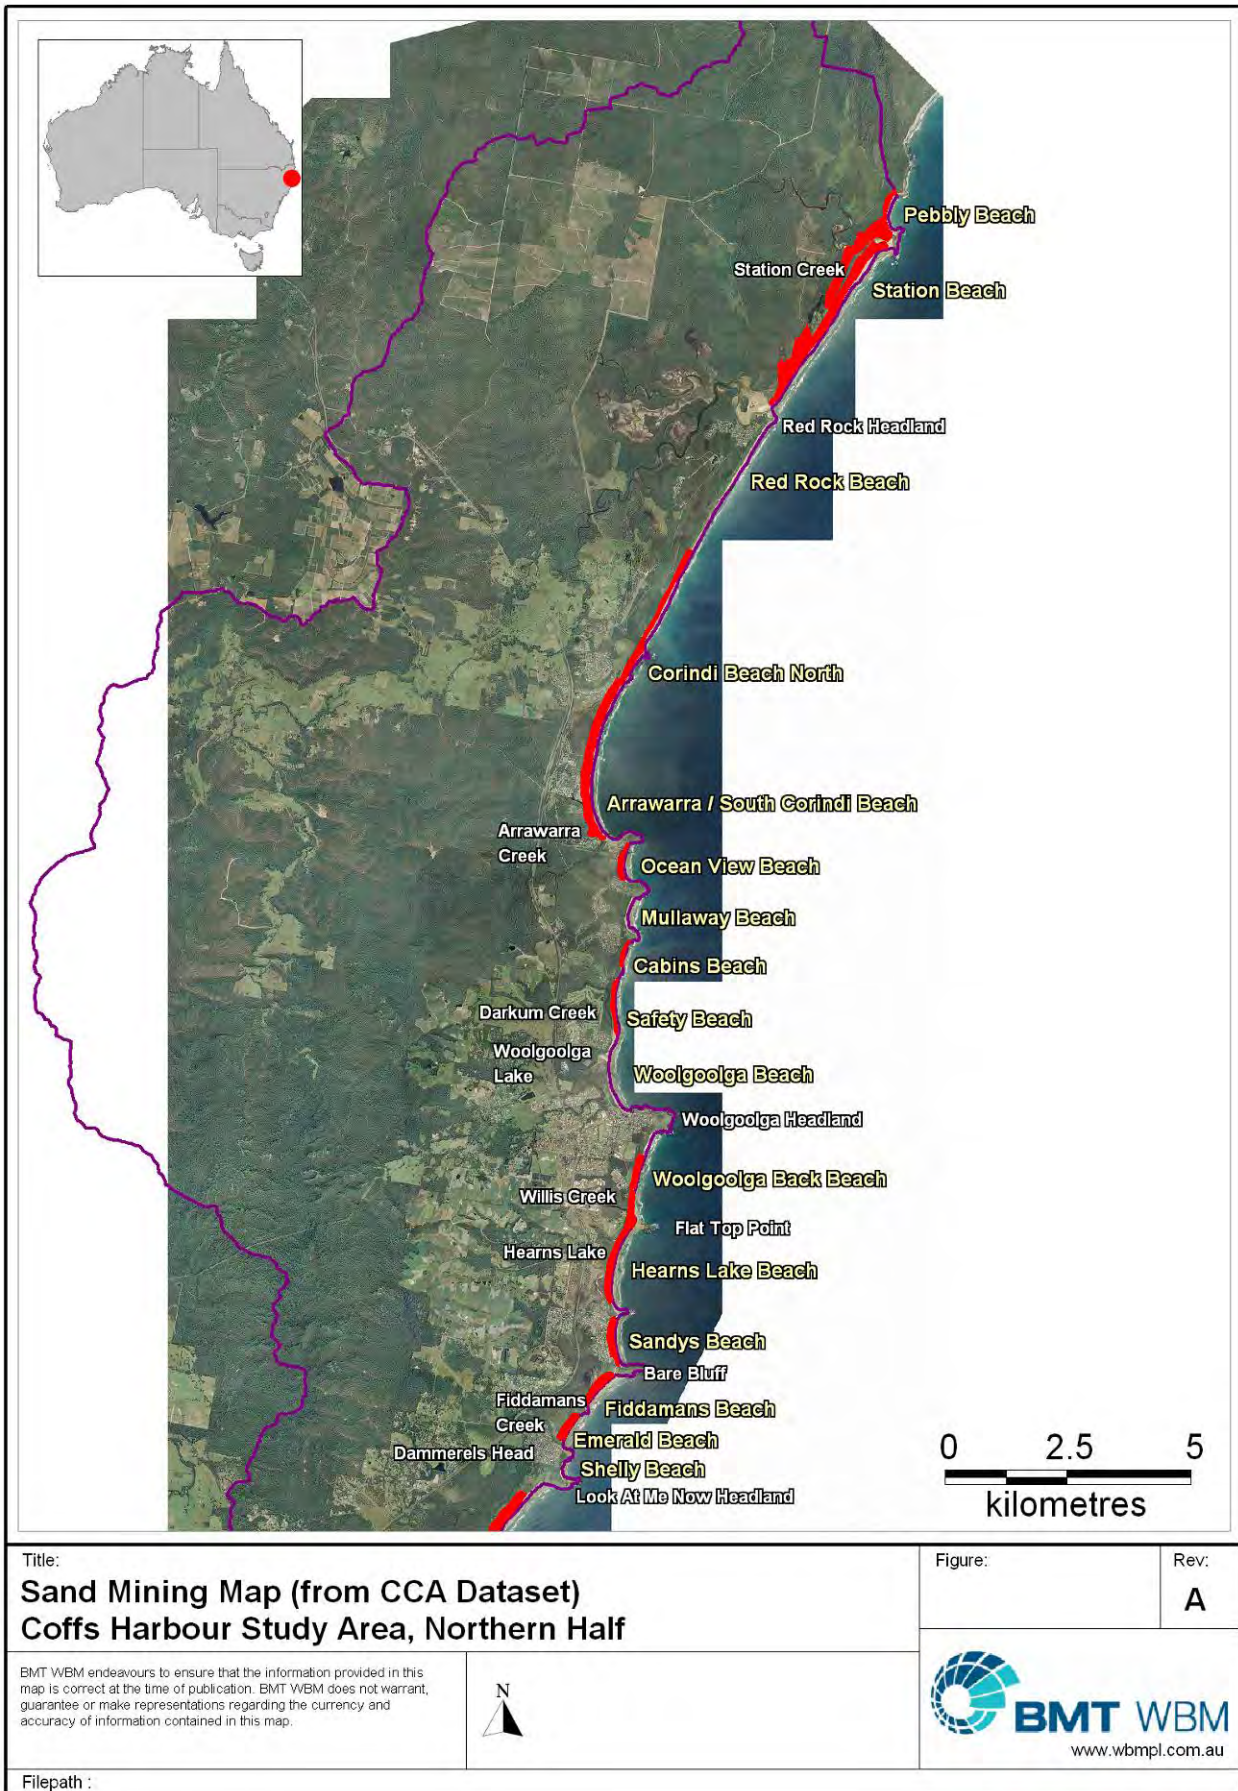 Pebbly Beach
Station Creek
Station Beach
Red Rock Headland
Red Rock Beach
Corindi Beach North
Arrawarra / South Corindi Beach
Arrawarra
Creek
Ocean View Beach
Mullaway Beach
Cabins Beach
Darkum Creek
Safety Beach
Woolgoolga
Lake
Woolgoolga Beach
Woolgoolga Headland
Woolgoolga Back Beach
Willis Creek
Flat Top Point
Hearns Lake
Hearns Lake Beach
Sandys Beach
Bare Bluff
Fiddamans
Creek
Fiddamans Beach
Emerald Beach
Dammerels Head
Shelly Beach
Look At Me Now Headland
0 2.5 5
kilometres
Title:
Sand Mining Map (from CCA Dataset)
Coffs Harbour Study Area, Northern Half
Figure:
Rev:
A
BMT WBM endeavours to ensure that the information provided in this
map is correct at the time of publication. BMT WBM does not warrant,
guarantee or make representations regarding the currency and
accuracy of information contained in this map.
N
BMT WBM
www.wbmpl.com.au
Filepath :